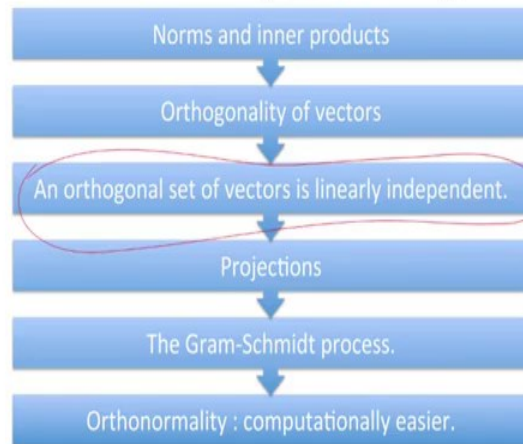 Norms and inner products
Orthogonality of vectors
An orthogonal set of vectors is linearly independent.
Projections
The Gram-Schmidt process.
Orthonormality : computationally easier.